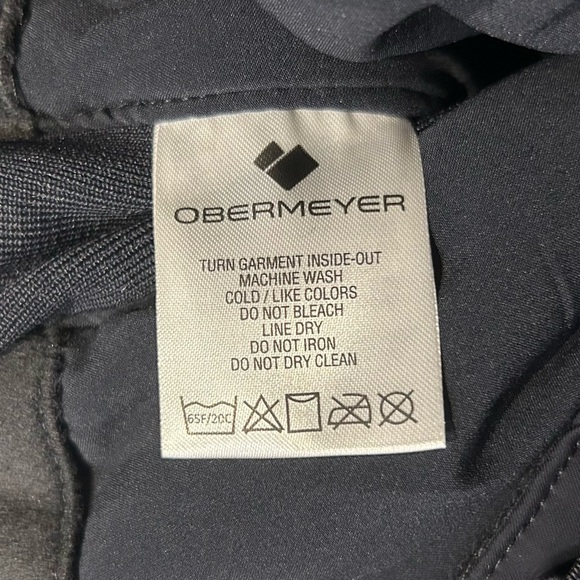 OBERMEYER
TURN GARMENT INSIDE-OUT
MACHINE WASH
COLD / LIKE COLORS
DO NOT BLEACH
LINE DRY
DO NOT IRON
DO NOT DRY CLEAN
65F/20C